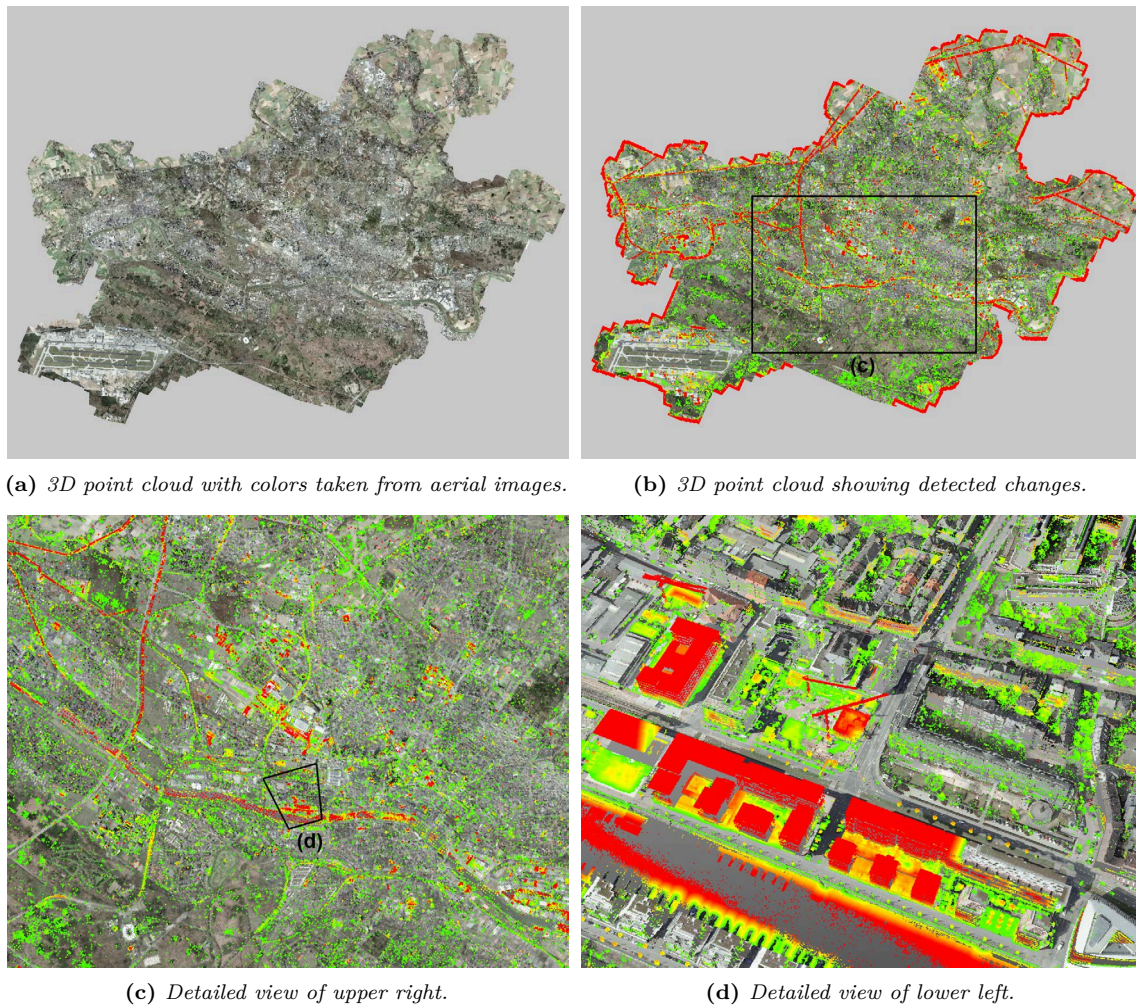 (c)
(a) 3D point cloud with colors taken from aerial images.
(b) 3D point cloud showing detected changes.
(d)
(c) Detailed view of upper right.
(d) Detailed view of lower left.